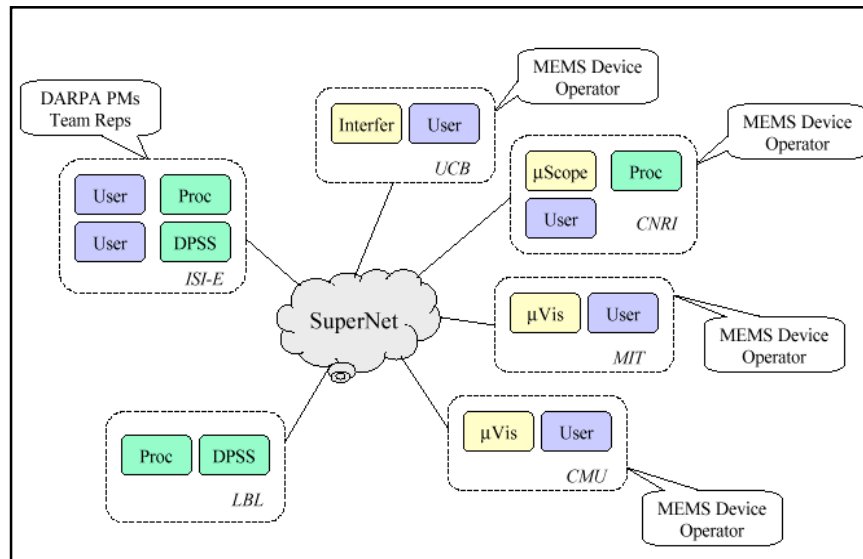 DARPA PMs
Team Reps
User
Proc
User
DPSS
ISI-E
Interfer
User
UCB
MEMS Device
Operator
µScope
Proc
User
CNRI
MEMS Device
Operator
SuperNet
µVis
User
MIT
MEMS Device
Operator
Proc
DPSS
LBL
µVis
User
CMU
MEMS Device
Operator